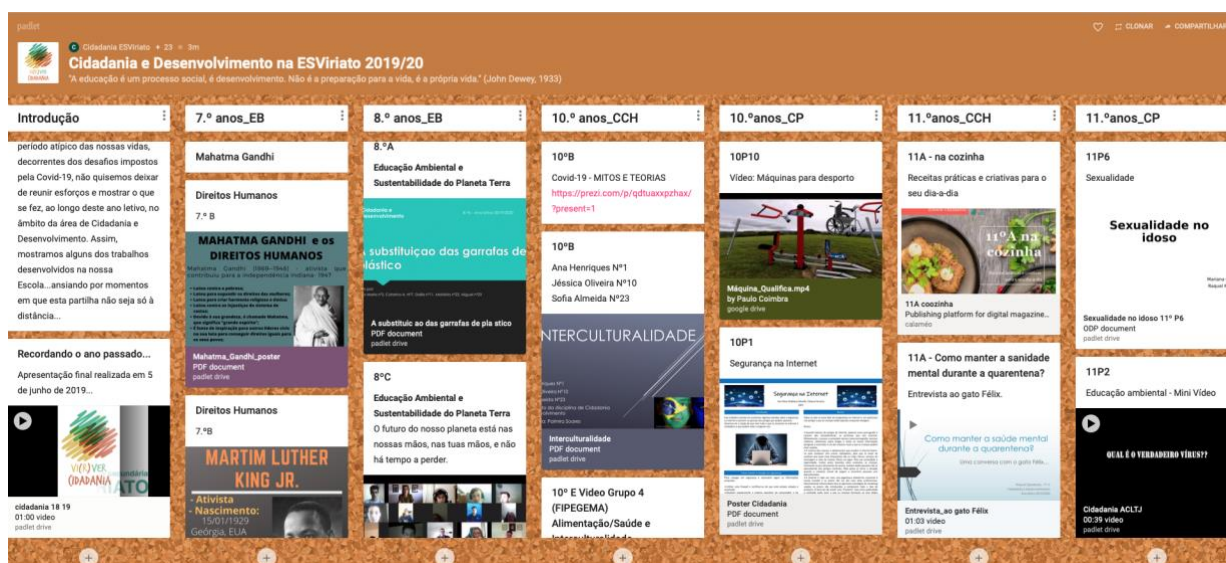 padlet
CLONAR
COMPARTILHAR
Cidadania ESViriato + 23 3m
Cidadania e Desenvolvimento na ESViriato 2019/20
"A educação é um processo social, é desenvolvimento. Não é a preparação para a vida, é a própria vida." (John Dewey, 1933)
Introdução
período atípico das nossas vidas,
decorrentes dos desafios impostos
pela Covid-19, não quisemos deixar
de reunir esforços e mostrar o que
se fez, ao longo deste ano letivo, no
âmbito da área de Cidadania e
Desenvolvimento. Assim,
mostramos alguns dos trabalhos
desenvolvidos na nossa
Escola...ansiando por momentos
em que esta partilha não seja só à
distância...
Recordando o ano passado...
Apresentação final realizada em 5
de junho de 2019...
VI(R)VER
CIDADANIA
cidadania 18 19
01:00 video
padlet drive
7.º anos_EB
Mahatma Gandhi
Direitos Humanos
7.º B
MAHATMA GANDHI e os
DIREITOS HUMANOS
Mahatma_Gandhi_poster
PDF document
padlet drive
Direitos Humanos
7.ºB
MARTIM LUTHER
KING JR.
- Ativista
- Nascimento:
15/01/1929
Geórgia, EUA
8.º anos_EB
8.ºA
Educação Ambiental e
Sustentabilidade do Planeta Terra
substituiçao das garrafas de
plástico
A substituic ao das garrafas de pla stico
PDF document
padlet drive
8ºC
Educação Ambiental e
Sustentabilidade do Planeta Terra
O futuro do nosso planeta está nas
nossas mãos, nas tuas mãos, e não
há tempo a perder.
10.º anos_CCH
10ºB
Covid-19 - MITOS E TEORIAS
https://prezi.com/p/qdtuaxxpzhax/
?present=1
10ºB
Ana Henriques Nº1
Jéssica Oliveira Nº10
Sofia Almeida Nº23
NTERCULTURALIDADE
Interculturalidade
PDF document
padlet drive
10º E Video Grupo 4
(FIPEGEMA)
Alimentação/Saúde e
Interculturalidade
10.ºanos_CP
10P10
Vídeo: Máquinas para desporto
Máquina_Qualifica.mp4
by Paulo Coimbra
google drive
10P1
Segurança na Internet
Segurança na Internet
Poster Cidadania
PDF document
padlet drive
11.ºanos_CCH
11A - na cozinha
Receitas práticas e criativas para o
seu dia-a-dia
11ºA na
cozinha
11A coozinha
Publishing platform for digital magazine...
calaméo
11A - Como manter a sanidade
mental durante a quarentena?
Entrevista ao gato Félix.
Como manter a saúde mental
durante a quarentena?
Uma conversa com o gato Félix...
Entrevista_ao gato Félix
01:03 video
padlet drive
11.ºanos_CP
11P6
Sexualidade
Sexualidade no
idoso
Sexualidade no idoso 11º P6
ODP document
padlet drive
11P2
Educação ambiental - Mini Vídeo
QUAL É O VERDADEIRO VÍRUS??
Cidadania ACLTJ
00:39 video
padlet drive